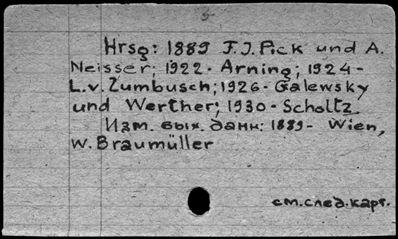 Hrsg: 1889 F.J. Pick und A.
Neisser; 1922- Arning; 1924-
L.v. Zumbusch; 1926- Galewsky
und Werther; 1930- Scholtz
Изм. вых. данн: 1889- Wien,
W. Braumüller
см. след. карт.